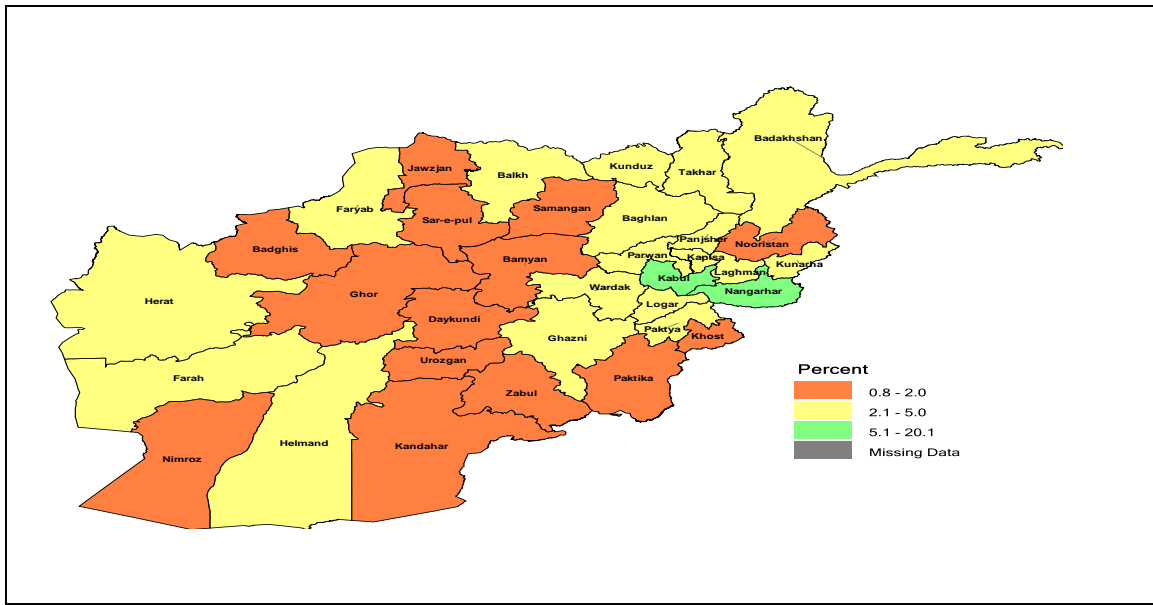 Badakhshan
Jawzjan
Balkh
Kunduz
Takhar
Faryab
Sar-e-pul
Samangan
Baghlan
Badghis
Panjsher
Nooristan
Bamyan
Parwan
Kapisa
Kunarha
Laghman
Kabul
Nangarhar
Herat
Ghor
Wardak
Logar
Daykundi
Paktya
Khost
Ghazni
Urozgan
Farah
Paktika
Zabul
Helmand
Kandahar
Nimroz
Percent
0.8 - 2.0
2.1 - 5.0
5.1 - 20.1
Missing Data